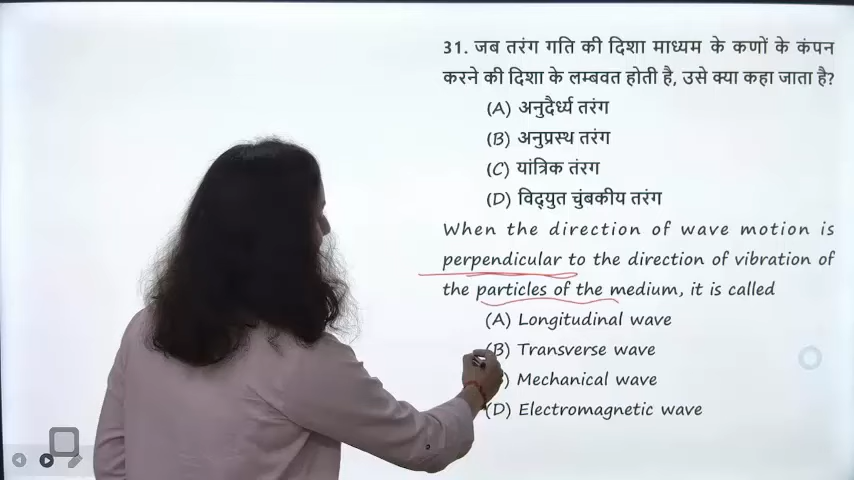 31. जब तरंग गति की दिशा माध्यम के कणों के कंपन
करने की दिशा के लम्बवत होती है, उसे क्या कहा जाता है?
(A) अनुदैर्ध्य तरंग
(B) अनुप्रस्थ तरंग
(C) यांत्रिक तंरग
(D) विद्युत चुंबकीय तरंग
When the direction of wave motion is
perpendicular to the direction of vibration of
the particles of the medium, it is called
(A) Longitudinal wave
(B) Transverse wave
) Mechanical wave
(D) Electromagnetic wave